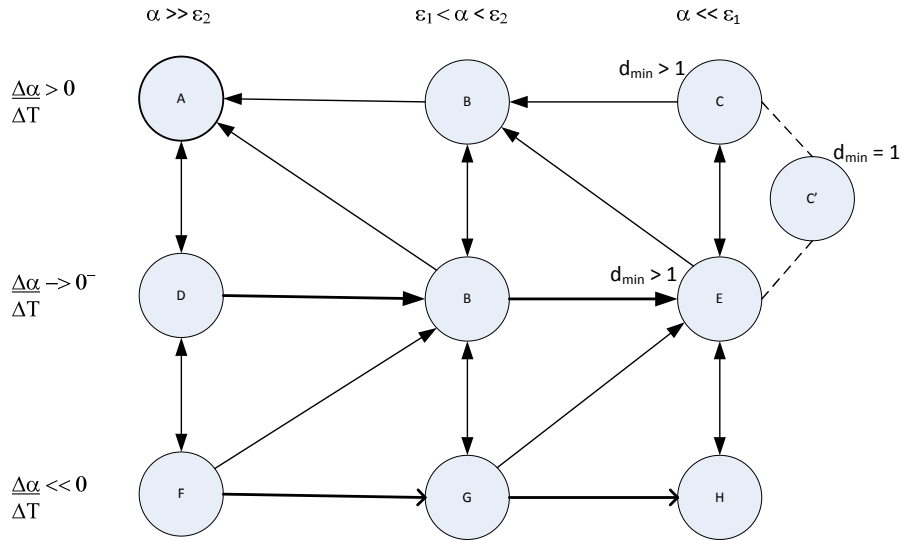 α >> ε₂ ε₁ < α < ε₂ α << ε₁
Δα > 0
ΔT
A B dmin > 1 C
dmin = 1
C'
Δα –> 0⁻
ΔT
D B dmin > 1 E
Δα << 0
ΔT
F G H